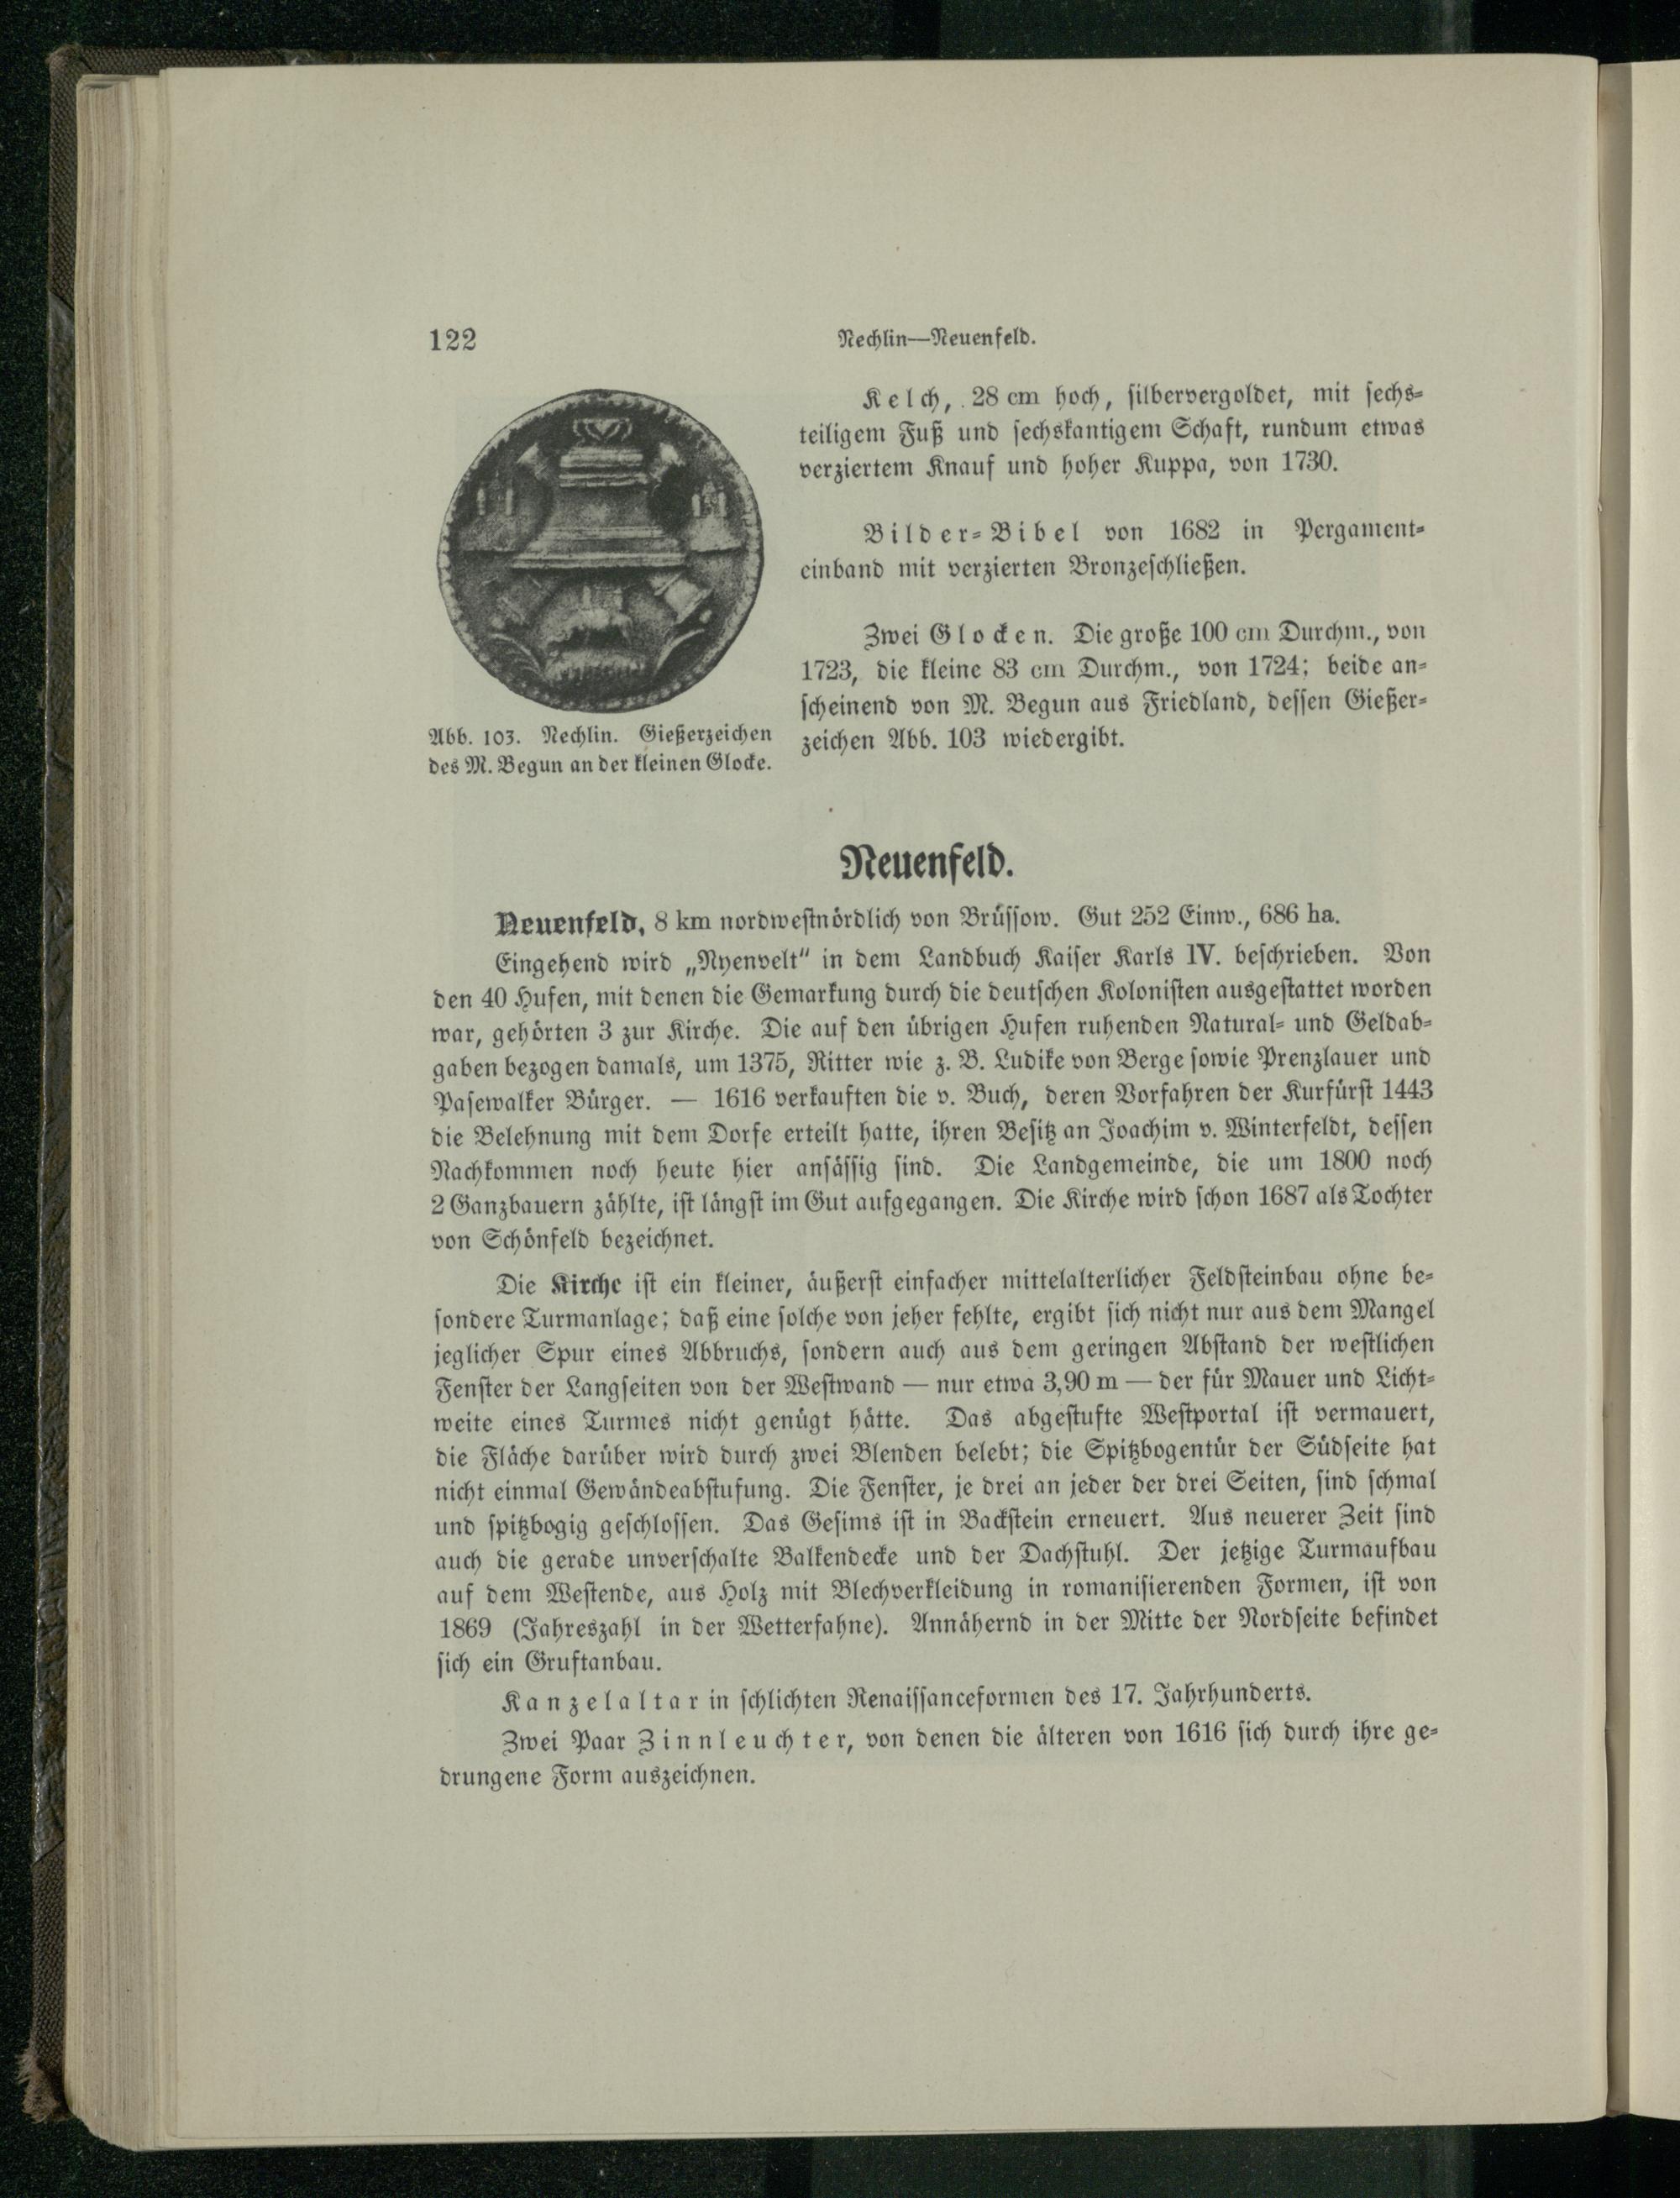 122
Nechlin—Neuenfeld.
Kelch, 28 cm hoch, silbervergoldet, mit sechs-
teiligem Fuß und sechskantigem Schaft, rundum etwas
verziertem Knauf und hoher Kuppa, von 1730.
Bilder-Bibel von 1682 in Pergament-
einband mit verzierten Bronzeschließen.
Zwei Glocken. Die große 100 cm Durchm., von
1723, die kleine 83 cm Durchm., von 1724; beide an-
scheinend von M. Begun aus Friedland, dessen Gießer-
zeichen Abb. 103 wiedergibt.
Abb. 103. Nechlin. Gießerzeichen
des M. Begun an der kleinen Glocke.
Neuenfeld.
Neuenfeld, 8 km nordwestnördlich von Brüssow. Gut 252 Einw., 686 ha.
Eingehend wird „Nyenvelt“ in dem Landbuch Kaiser Karls IV. beschrieben. Von
den 40 Hufen, mit denen die Gemarkung durch die deutschen Kolonisten ausgestattet worden
war, gehörten 3 zur Kirche. Die auf den übrigen Hufen ruhenden Natural- und Geldab-
gaben bezogen damals, um 1375, Ritter wie z. B. Ludike von Berge sowie Prenzlauer und
Pasewalker Bürger. — 1616 verkauften die v. Buch, deren Vorfahren der Kurfürst 1443
die Belehnung mit dem Dorfe erteilt hatte, ihren Besitz an Joachim v. Winterfeldt, dessen
Nachkommen noch heute hier ansässig sind. Die Landgemeinde, die um 1800 noch
2 Ganzbauern zählte, ist längst im Gut aufgegangen. Die Kirche wird schon 1687 als Tochter
von Schönfeld bezeichnet.
Die Kirche ist ein kleiner, äußerst einfacher mittelalterlicher Feldsteinbau ohne be-
sondere Turmanlage; daß eine solche von jeher fehlte, ergibt sich nicht nur aus dem Mangel
jeglicher Spur eines Abbruchs, sondern auch aus dem geringen Abstand der westlichen
Fenster der Langseiten von der Westwand — nur etwa 3,90 m — der für Mauer und Licht-
weite eines Turmes nicht genügt hätte. Das abgestufte Westportal ist vermauert,
die Fläche darüber wird durch zwei Blenden belebt; die Spitzbogentür der Südseite hat
nicht einmal Gewändeabstufung. Die Fenster, je drei an jeder der drei Seiten, sind schmal
und spitzbogig geschlossen. Das Gesims ist in Backstein erneuert. Aus neuerer Zeit sind
auch die gerade unverschalte Balkendecke und der Dachstuhl. Der jetzige Turmaufbau
auf dem Westende, aus Holz mit Blechverkleidung in romanisierenden Formen, ist von
1869 (Jahreszahl in der Wetterfahne). Annähernd in der Mitte der Nordseite befindet
sich ein Gruftanbau.
Kanzelaltar in schlichten Renaissanceformen des 17. Jahrhunderts.
Zwei Paar Zinnleuchter, von denen die älteren von 1616 sich durch ihre ge-
drungene Form auszeichnen.